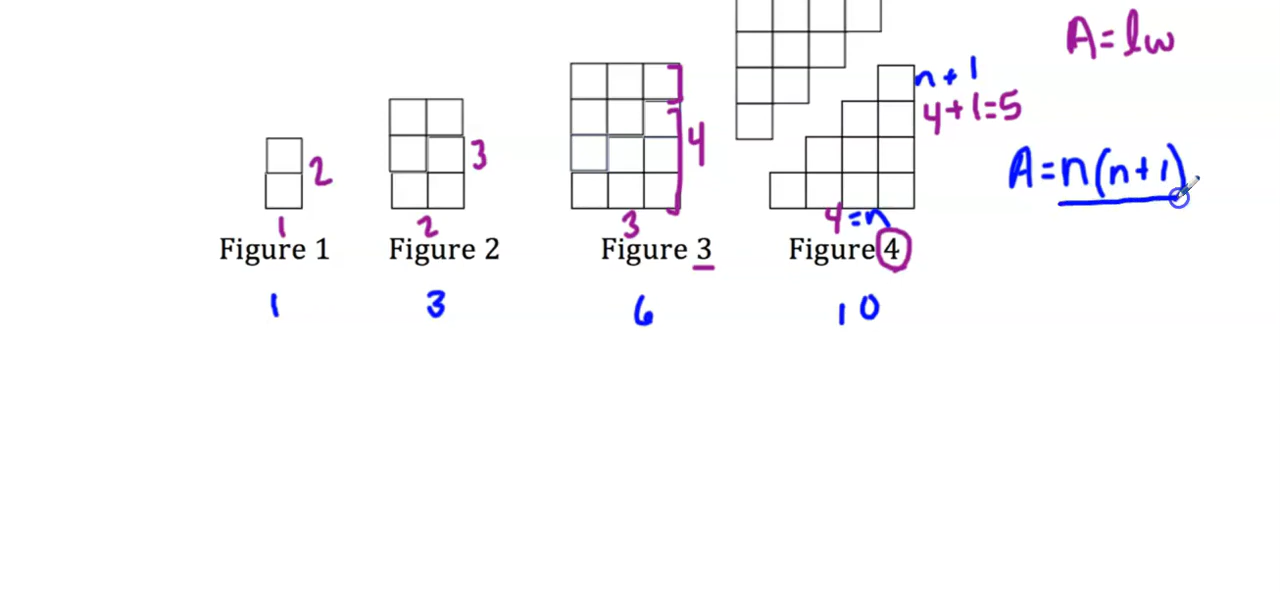 A = lw
n + 1
4 + 1 = 5
A = n(n + 1)
2
3
4
1
2
3
4 = n
Figure 1
Figure 2
Figure 3
Figure 4
1
3
6
10